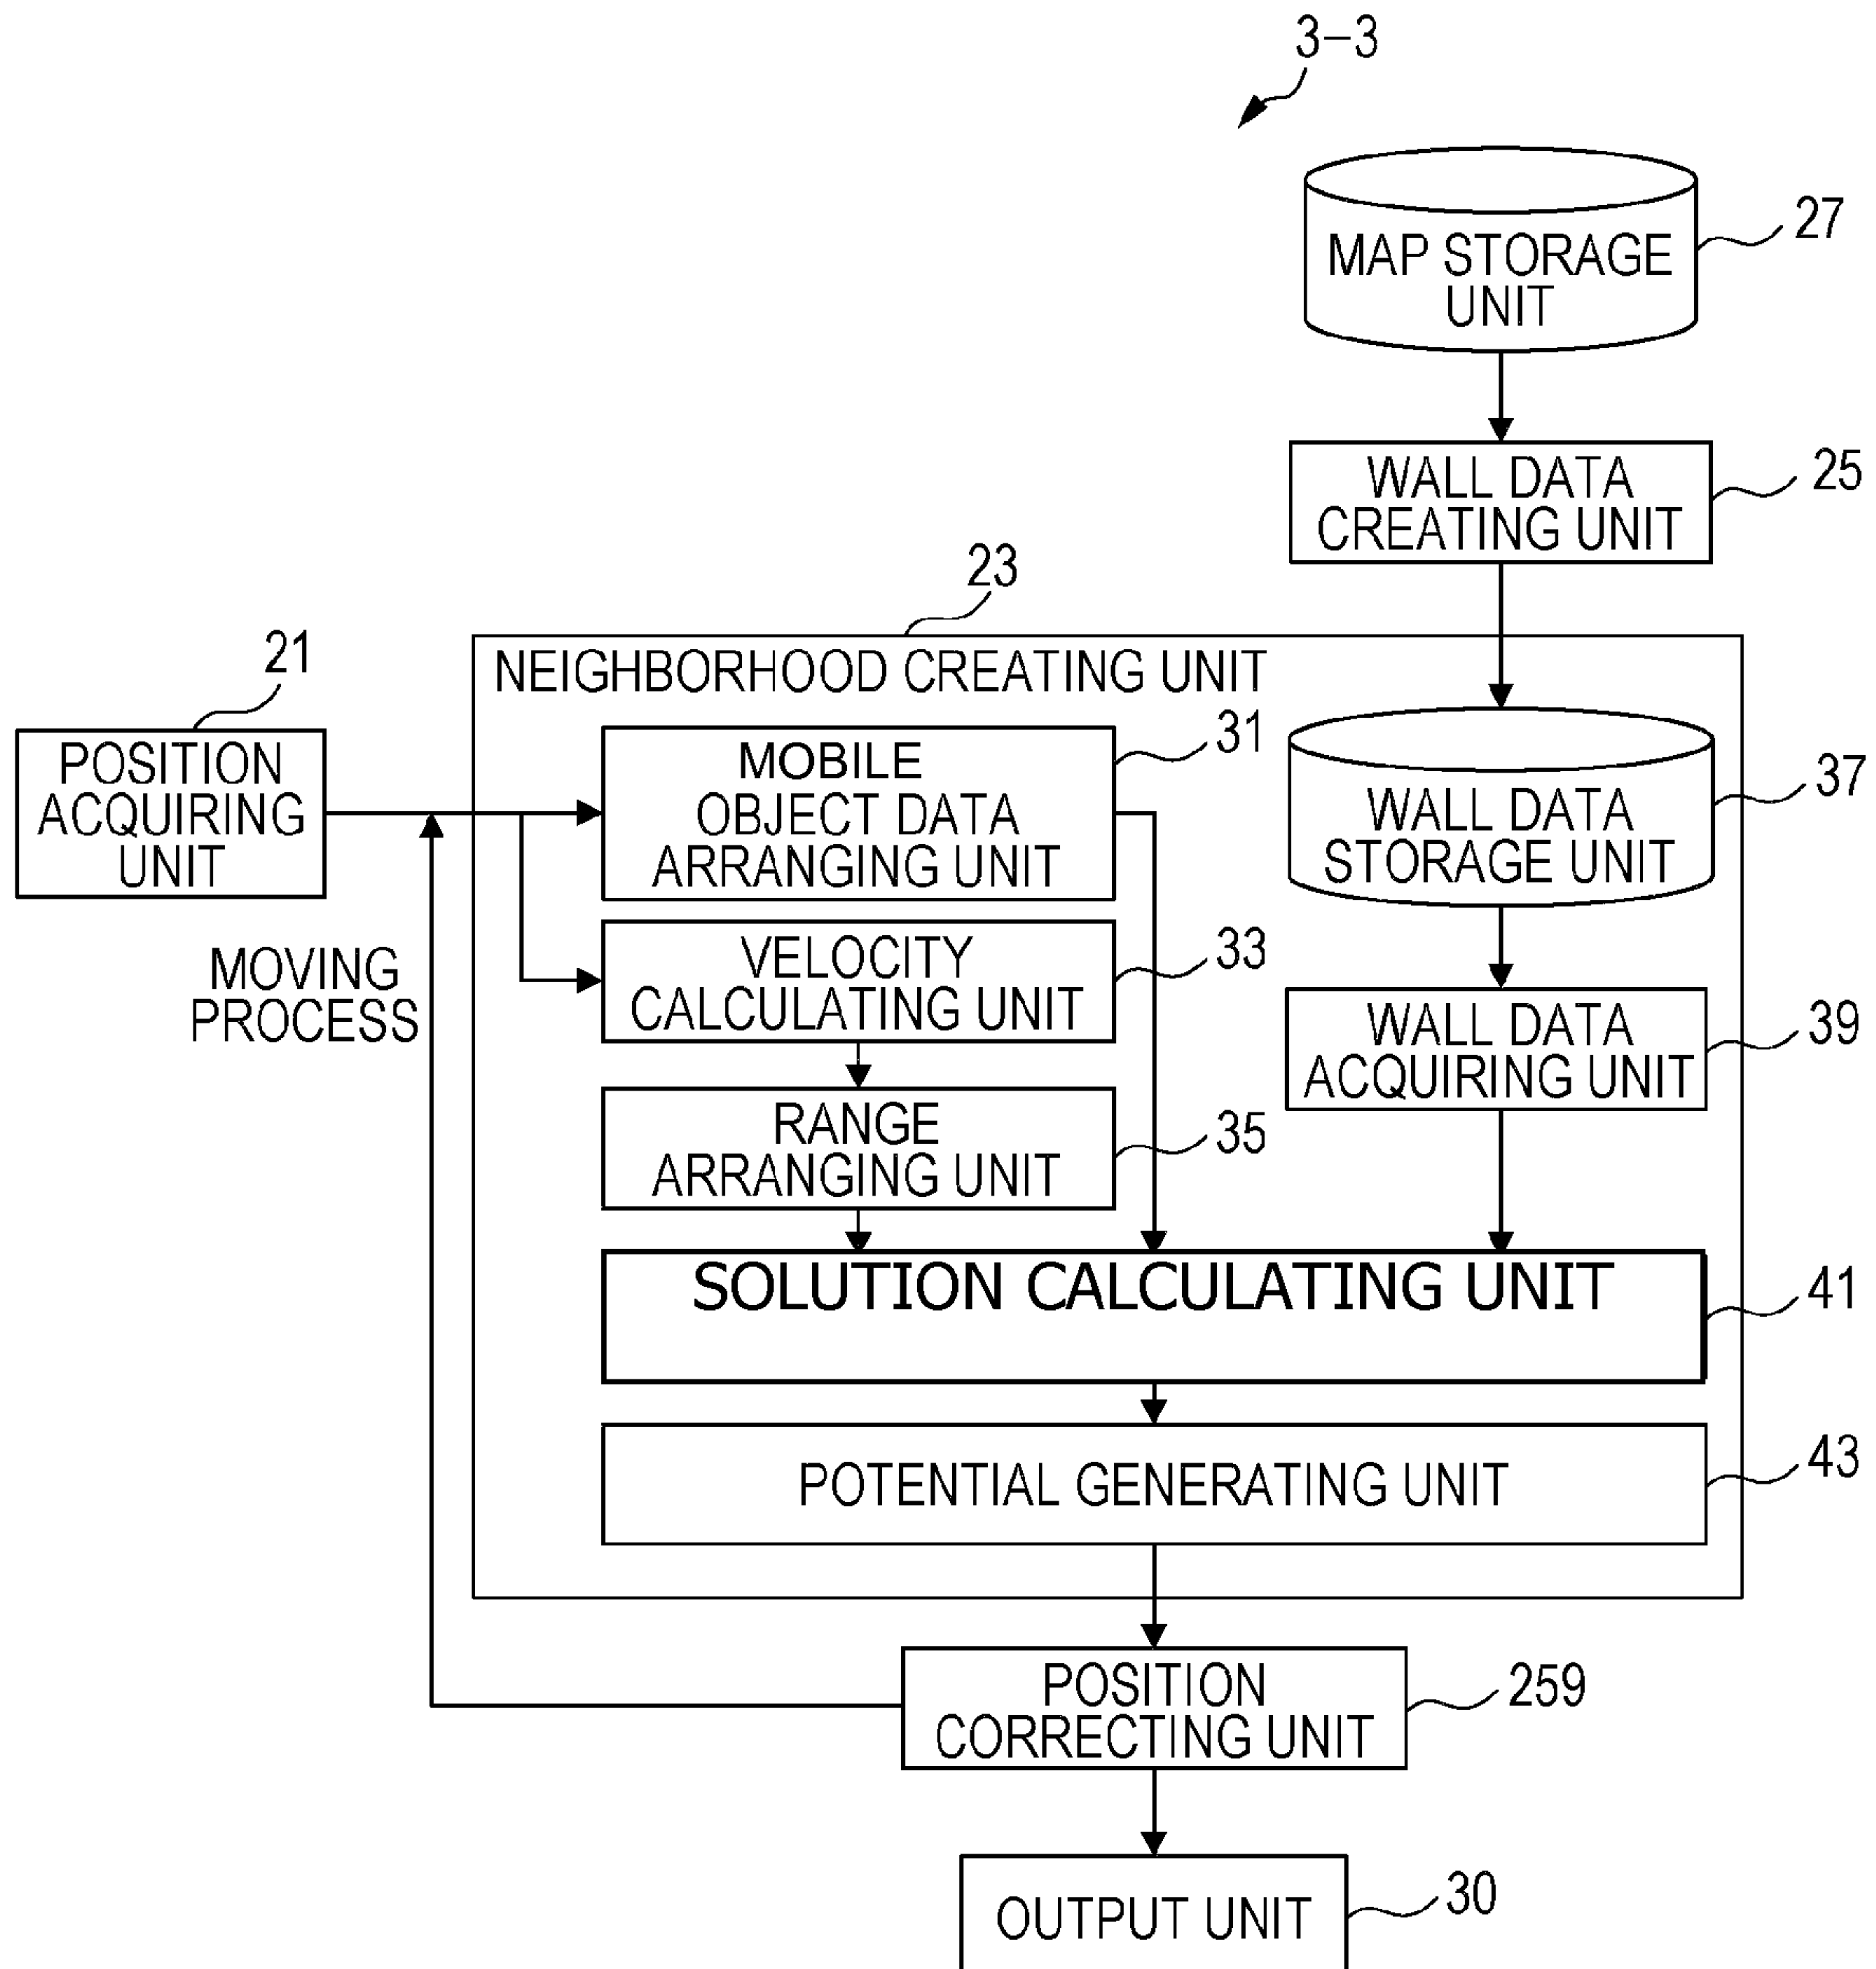 3-3
MAP STORAGE
UNIT
27
WALL DATA
CREATING UNIT
25
23
NEIGHBORHOOD CREATING UNIT
21
POSITION
ACQUIRING
UNIT
MOBILE
OBJECT DATA
ARRANGING UNIT
31
WALL DATA
STORAGE UNIT
37
MOVING
PROCESS
VELOCITY
CALCULATING UNIT
33
WALL DATA
ACQUIRING UNIT
39
RANGE
ARRANGING UNIT
35
SOLUTION CALCULATING UNIT
41
POTENTIAL GENERATING UNIT
43
POSITION
CORRECTING UNIT
259
OUTPUT UNIT
30